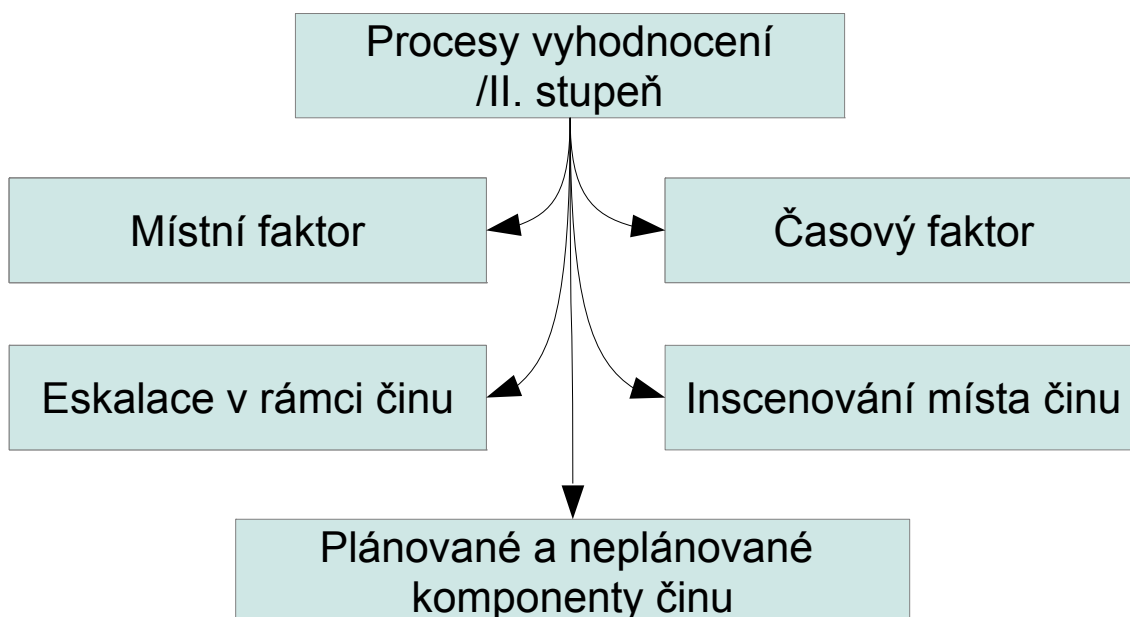 Procesy vyhodnocení
/II. stupeň
Místní faktor
Časový faktor
Eskalace v rámci činu
Inscenování místa činu
Plánované a neplánované
komponenty činu